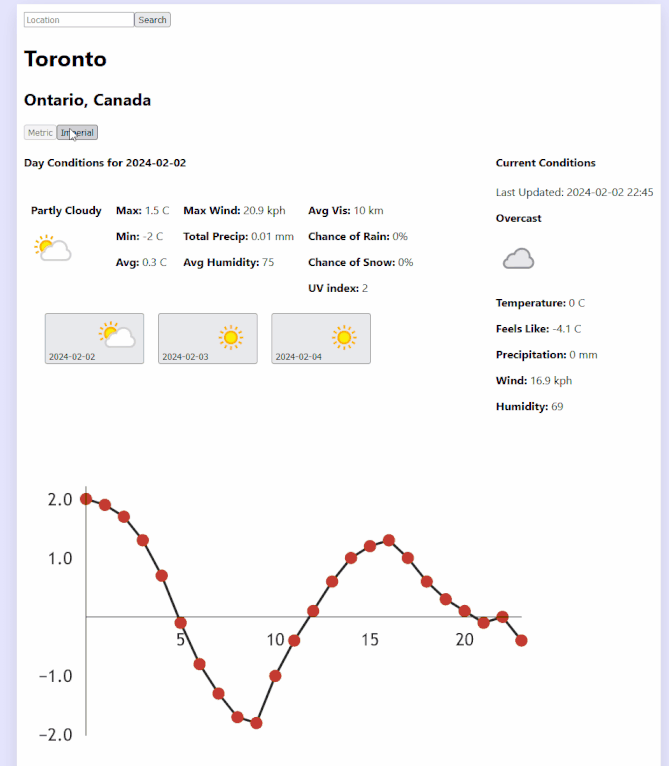 Location Search
Toronto
Ontario, Canada
Metric Imperial
Day Conditions for 2024-02-02
Partly Cloudy
Max: 1.5 C
Min: -2 C
Avg: 0.3 C
Max Wind: 20.9 kph
Total Precip: 0.01 mm
Avg Humidity: 75
Avg Vis: 10 km
Chance of Rain: 0%
Chance of Snow: 0%
UV index: 2
2024-02-02
2024-02-03
2024-02-04
Current Conditions
Last Updated: 2024-02-02 22:45
Overcast
Temperature: 0 C
Feels Like: -4.1 C
Precipitation: 0 mm
Wind: 16.9 kph
Humidity: 69
2.0
1.0
5 10 15 20
−1.0
−2.0